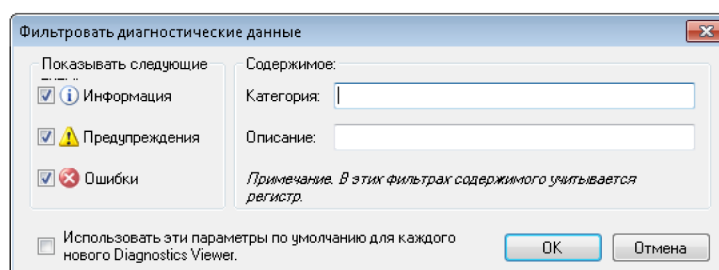 Фильтровать диагностические данные
Показывать следующие
Содержимое:
Информация
Категория:
Предупреждения
Описание:
Ошибки
Примечание. В этих фильтрах содержимого учитывается
регистр.
Использовать эти параметры по умолчанию для каждого
нового Diagnostics Viewer.
OK
Отмена